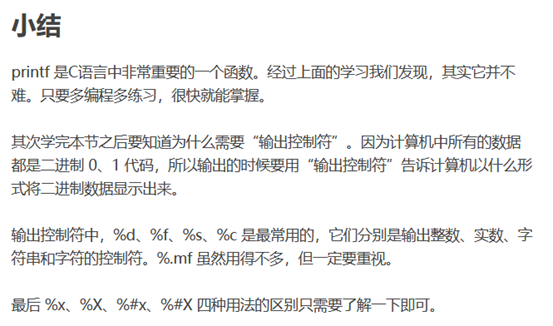 小结
printf 是C语言中非常重要的一个函数。经过上面的学习我们发现，其实它并不
难。只要多编程多练习，很快就能掌握。
其次学完本节之后要知道为什么需要“输出控制符”。因为计算机中所有的数据
都是二进制 0、1 代码，所以输出的时候要用“输出控制符”告诉计算机以什么形
式将二进制数据显示出来。
输出控制符中，%d、%f、%s、%c 是最常用的，它们分别是输出整数、实数、字
符串和字符的控制符。%.mf 虽然用得不多，但一定要重视。
最后 %x、%X、%#x、%#X 四种用法的区别只需要了解一下即可。